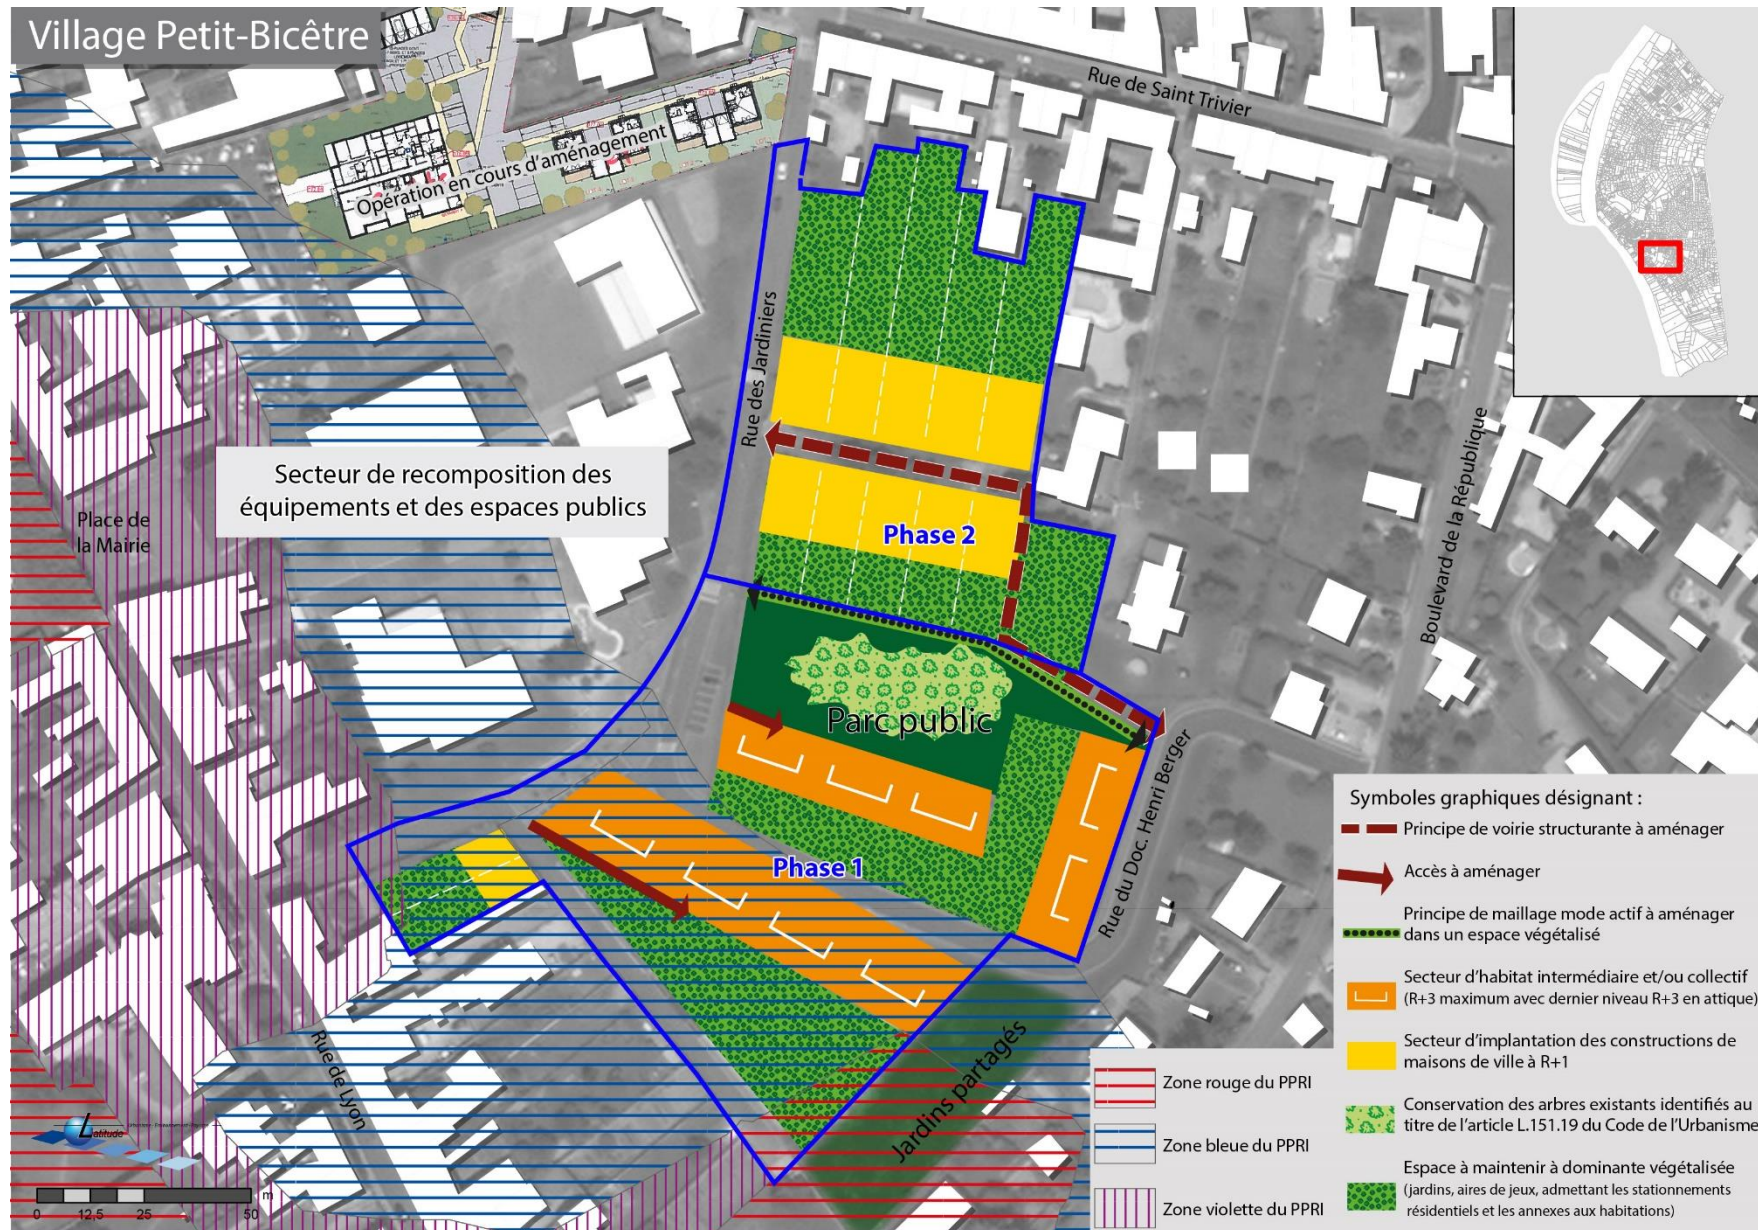 Village Petit-Bicêtre
Rue de Saint Trivier
Opération en cours d'aménagement
Rue des Jardiniers
Secteur de recomposition des
équipements et des espaces publics
Place de
la Mairie
Phase 2
Boulevard de la République
Parc public
Rue du Doc. Henri Berger
Phase 1
Jardins partagés
Rue de Lyon
Symboles graphiques désignant :
Principe de voirie structurante à aménager
Accès à aménager
Principe de maillage mode actif à aménager
dans un espace végétalisé
Secteur d'habitat intermédiaire et/ou collectif
(R+3 maximum avec dernier niveau R+3 en attique)
Secteur d'implantation des constructions de
maisons de ville à R+1
Conservation des arbres existants identifiés au
titre de l'article L.151.19 du Code de l'Urbanisme
Espace à maintenir à dominante végétalisée
(jardins, aires de jeux, admettant les stationnements
résidentiels et les annexes aux habitations)
Zone rouge du PPRI
Zone bleue du PPRI
Zone violette du PPRI
Latitude
m
0 12,5 25 50